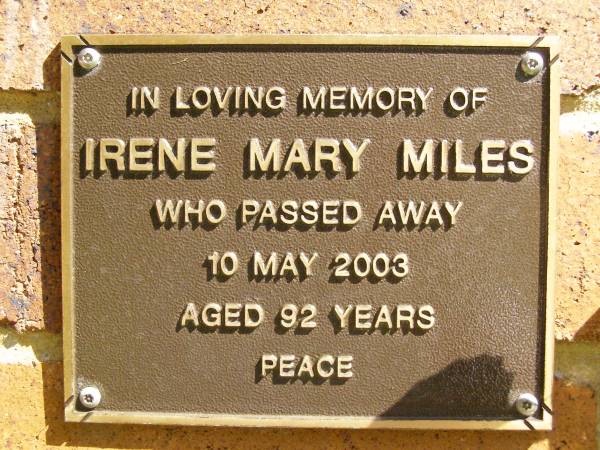 IN LOVING MEMORY OF
IRENE MARY MILES
WHO PASSED AWAY
10 MAY 2003
AGED 92 YEARS
PEACE